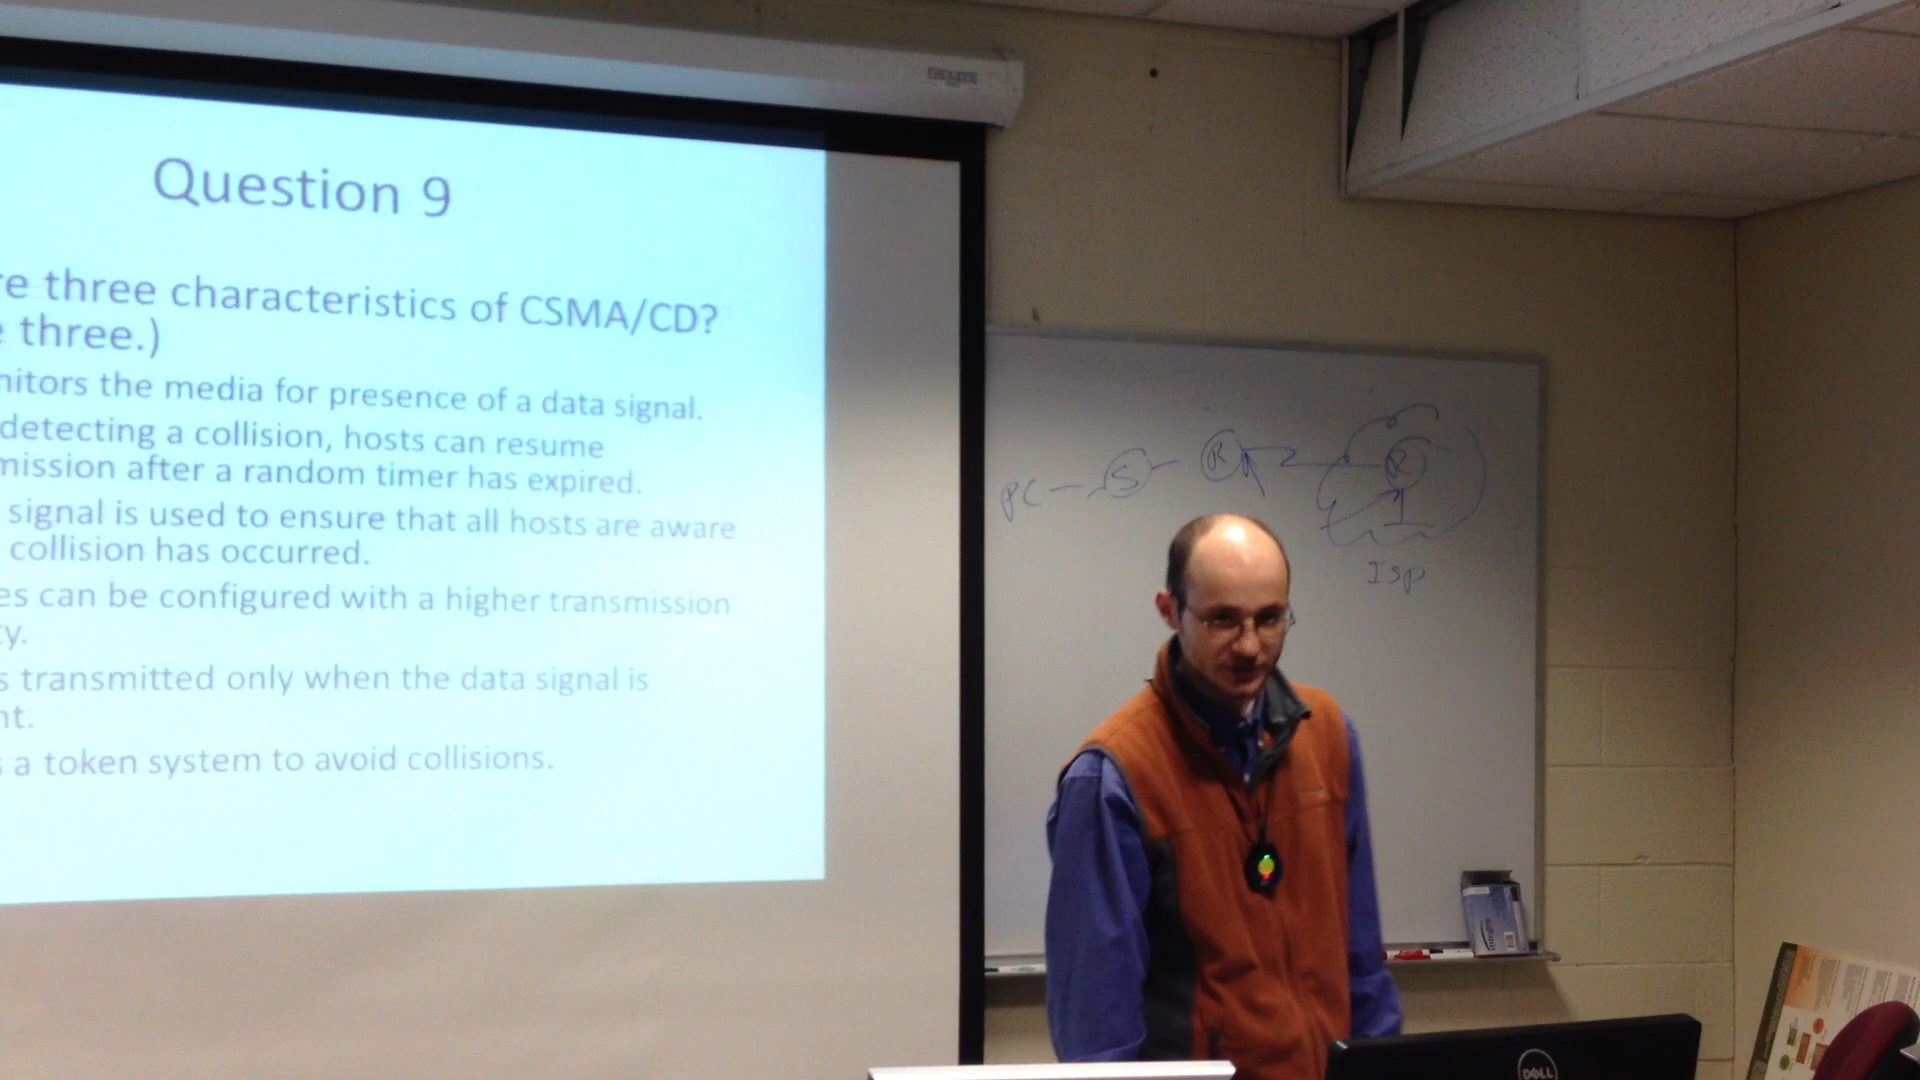 Question 9
re three characteristics of CSMA/CD?
e three.)
nitors the media for presence of a data signal.
detecting a collision, hosts can resume
mission after a random timer has expired.
signal is used to ensure that all hosts are aware
collision has occurred.
es can be configured with a higher transmission
ty.
s transmitted only when the data signal is
nt.
s a token system to avoid collisions.
PC S R R
ISP
integra
DELL